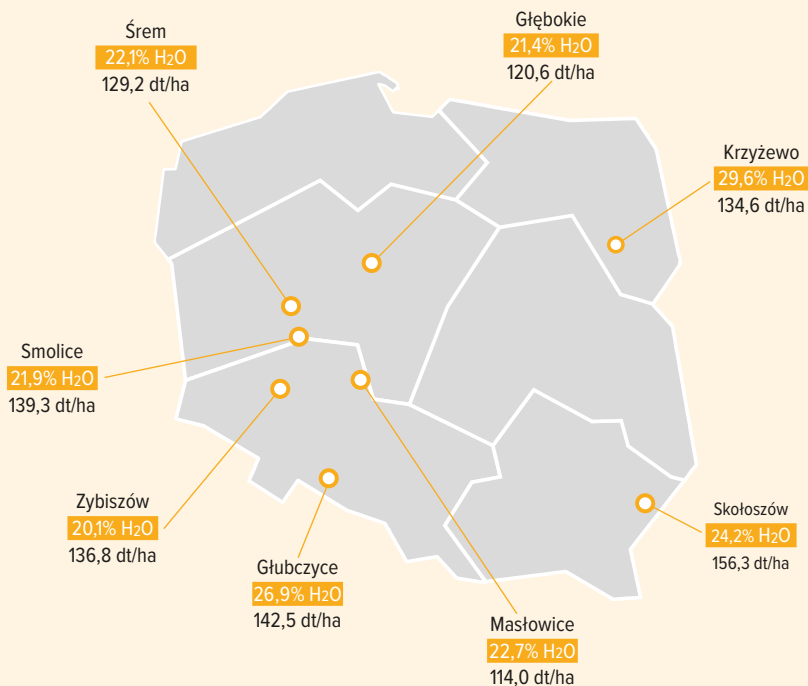 Śrem
22,1% H2O
129,2 dt/ha
Głębokie
21,4% H2O
120,6 dt/ha
Krzyżewo
29,6% H2O
134,6 dt/ha
Smolice
21,9% H2O
139,3 dt/ha
Zybiszów
20,1% H2O
136,8 dt/ha
Głubczyce
26,9% H2O
142,5 dt/ha
Masłowice
22,7% H2O
114,0 dt/ha
Skołoszów
24,2% H2O
156,3 dt/ha